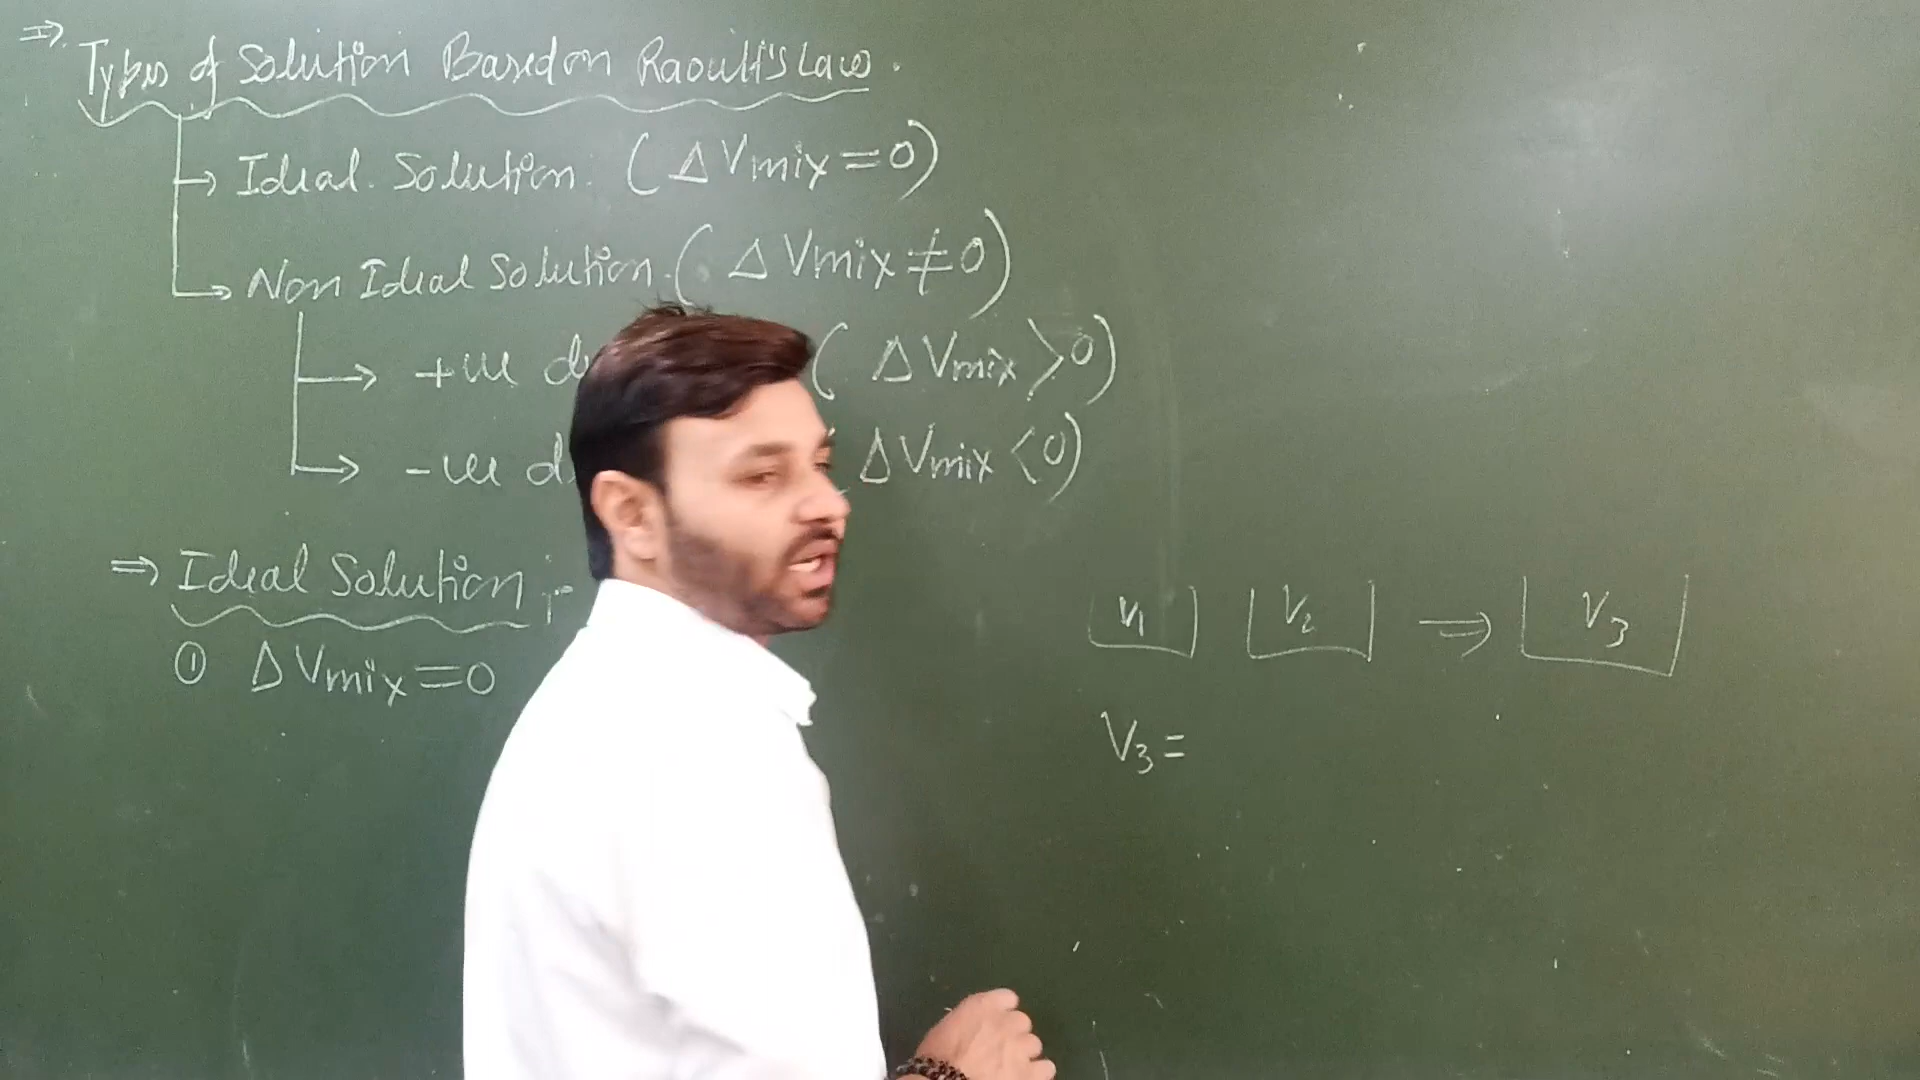 ⇒ Types of Solution Based on Raoult's Law.
→ Ideal. Solution. (ΔVmix=0)
→ Non Ideal Solution. (ΔVmix≠0)
→ +ve (ΔVmix>0)
→ -ve ΔVmix<0)
⇒ Ideal Solution :-
① ΔVmix=0
V1 V2 ⇒ V3
V3=